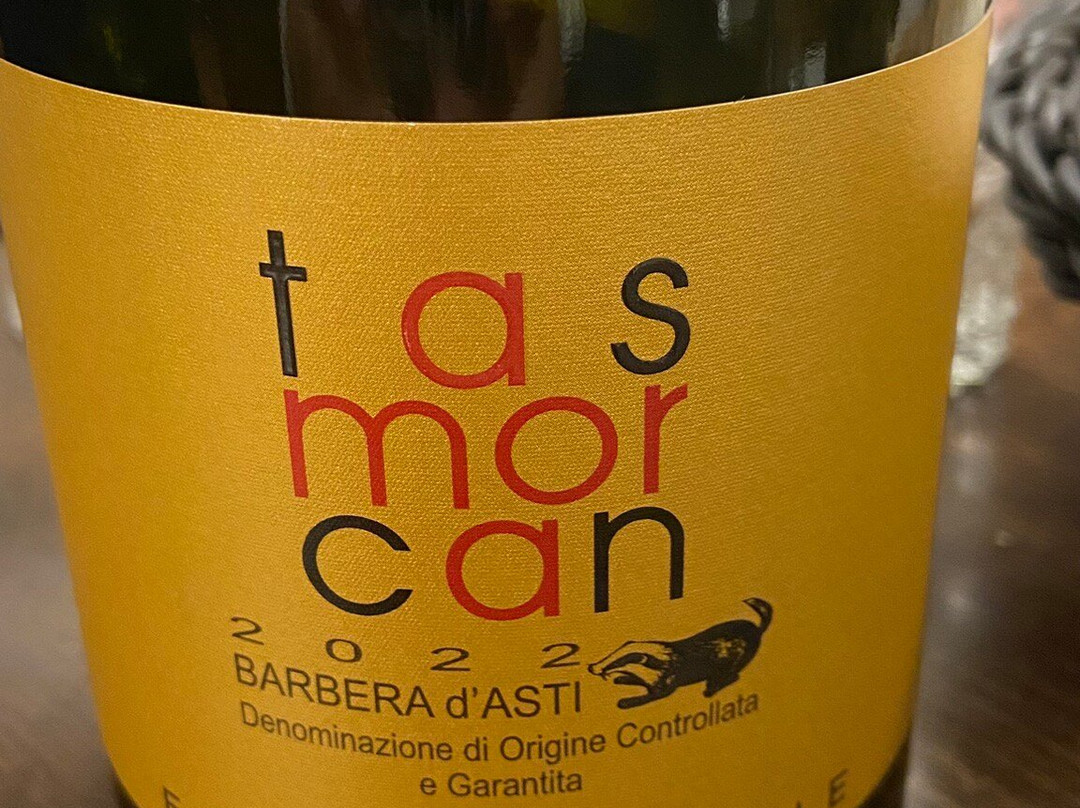 tas
mor
can
2022
BARBERA d'ASTI
Denominazione di Origine Controllata
e Garantita